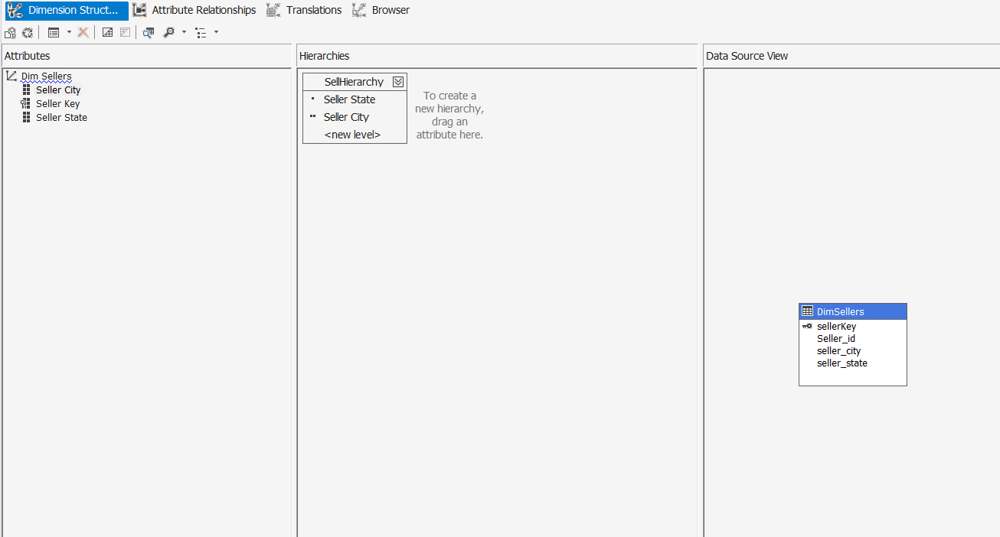 Dimension Struct... Attribute Relationships Translations Browser
Attributes
Dim Sellers
Seller City
Seller Key
Seller State
Hierarchies
SellHierarchy
Seller State
Seller City
<new level>
To create a
new hierarchy,
drag an
attribute here.
Data Source View
DimSellers
sellerKey
Seller_id
seller_city
seller_state